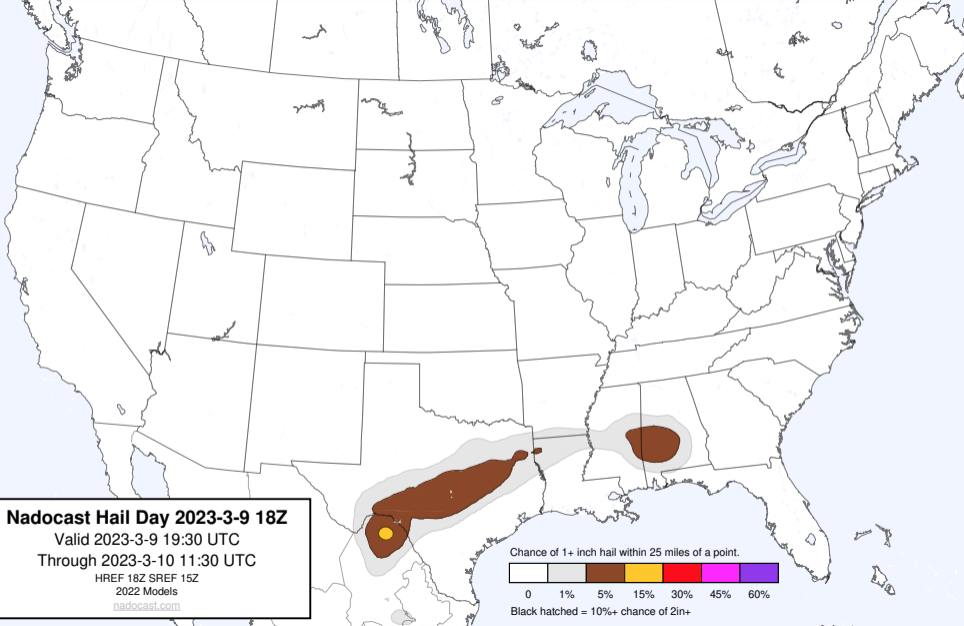 Nadocast Hail Day 2023-3-9 18Z
Valid 2023-3-9 19:30 UTC
Through 2023-3-10 11:30 UTC
HREF 18Z SREF 15Z
2022 Models
nadocast.com
Chance of 1+ inch hail within 25 miles of a point.
0 1% 5% 15% 30% 45% 60%
Black hatched = 10%+ chance of 2in+